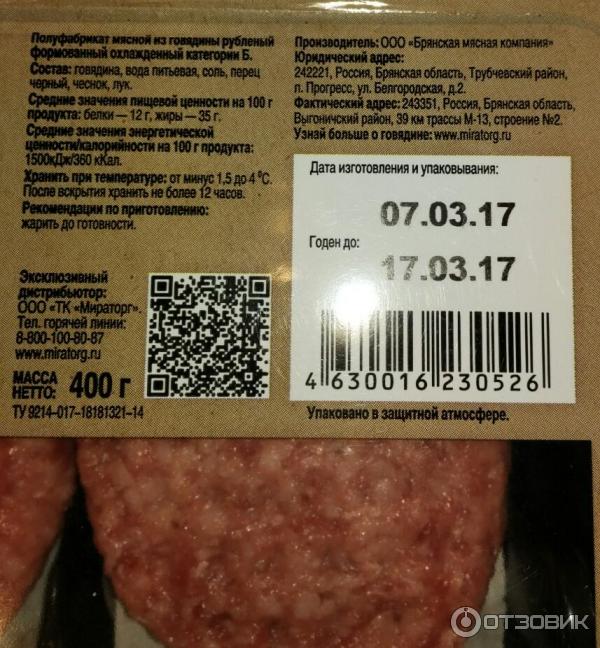 Полуфабрикат мясной из говядины рубленый
формованный охлажденный категории Б.
Состав: говядина, вода питьевая, соль, перец
черный, чеснок, лук.
Средние значения пищевой ценности на 100 г
продукта: белки — 12 г, жиры — 35 г.
Средние значения энергетической
ценности/калорийности на 100 г продукта:
1500кДж/360 кКал.
Хранить при температуре: от минус 1,5 до 4 °С.
После вскрытия хранить не более 12 часов.
Рекомендации по приготовлению:
жарить до готовности.
Эксклюзивный
дистрибьютор:
ООО «ТК «Мираторг».
Тел. горячей линии:
8-800-100-80-87
www.miratorg.ru
МАССА
НЕТТО: 400 г
ТУ 9214-017-18181321-14
Производитель: ООО «Брянская мясная компания»
Юридический адрес:
242221, Россия, Брянская область, Трубчевский район,
п. Прогресс, ул. Белгородская, д.2.
Фактический адрес: 243351, Россия, Брянская область,
Выгоничский район, 39 км трассы М-13, строение №2.
Узнай больше о говядине: www.miratorg.ru
Дата изготовления и упаковывания:
07.03.17
Годен до:
17.03.17
4 630016 230526
Упаковано в защитной атмосфере.
ОТЗОВИК